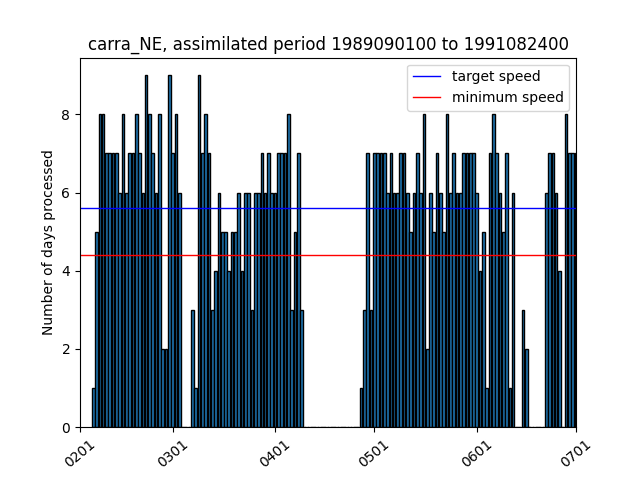 carra_NE, assimilated period 1989090100 to 1991082400
target speed
minimum speed
Number of days processed
8
6
4
2
0
0201
0301
0401
0501
0601
0701